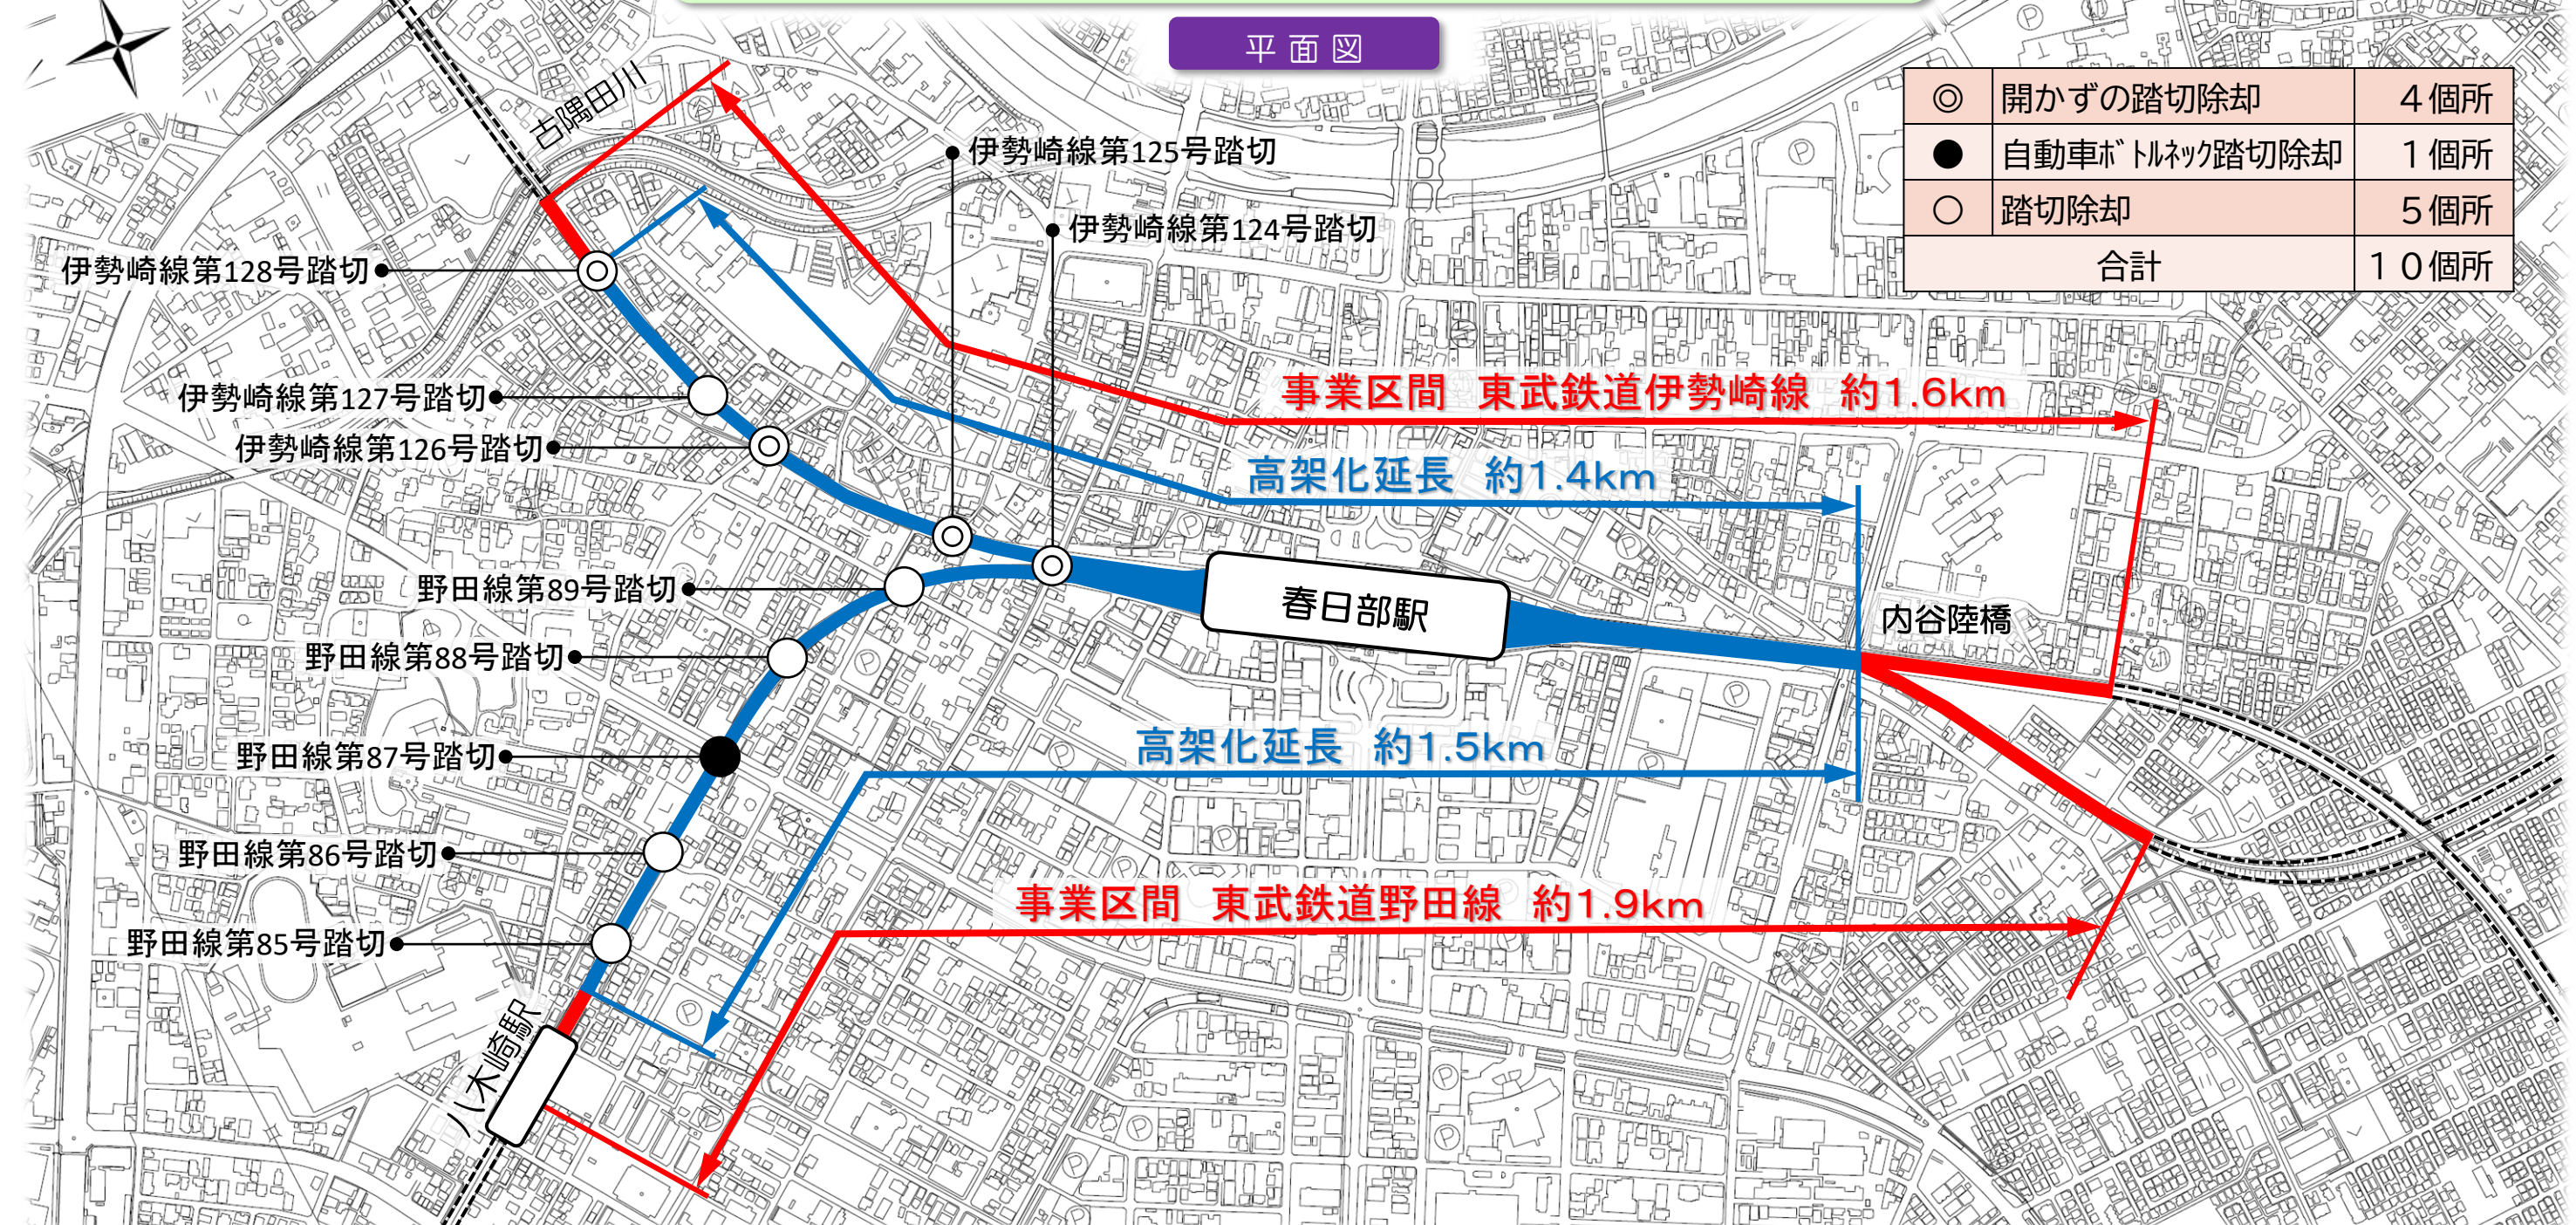 平面図
◎ 開かずの踏切除却 4個所
● 自動車ﾎﾞﾄﾙﾈｯｸ踏切除却 1個所
○ 踏切除却 5個所
合計 10個所
古隅田川
伊勢崎線第125号踏切
伊勢崎線第124号踏切
伊勢崎線第128号踏切
伊勢崎線第127号踏切
伊勢崎線第126号踏切
事業区間 東武鉄道伊勢崎線 約1.6km
高架化延長 約1.4km
野田線第89号踏切
春日部駅
内谷陸橋
野田線第88号踏切
野田線第87号踏切
高架化延長 約1.5km
野田線第86号踏切
事業区間 東武鉄道野田線 約1.9km
野田線第85号踏切
八木崎駅